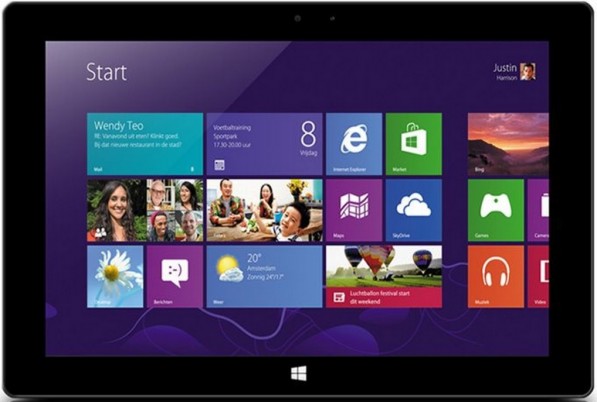 Start
Justin
Harrison
Wendy Teo
RE: Vanavond uit eten? Klinkt goed.
Bij dat nieuwe restaurant in de stad?
Mail
8
Voetbaltraining
Sportpark
17.30-20.00 uur
8
Vrijdag
Internet Explorer
Market
Bing
Maps
SkyDrive
Games
Camera
Desktop
Berichten
20°
Amsterdam
Zonnig 24°/17°
Weer
Luchtballon festival start
dit weekend
Muziek
Video